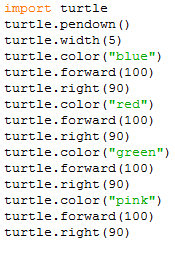 import turtle
turtle.pendown()
turtle.width(5)
turtle.color("blue")
turtle.forward(100)
turtle.right(90)
turtle.color("red")
turtle.forward(100)
turtle.right(90)
turtle.color("green")
turtle.forward(100)
turtle.right(90)
turtle.color("pink")
turtle.forward(100)
turtle.right(90)